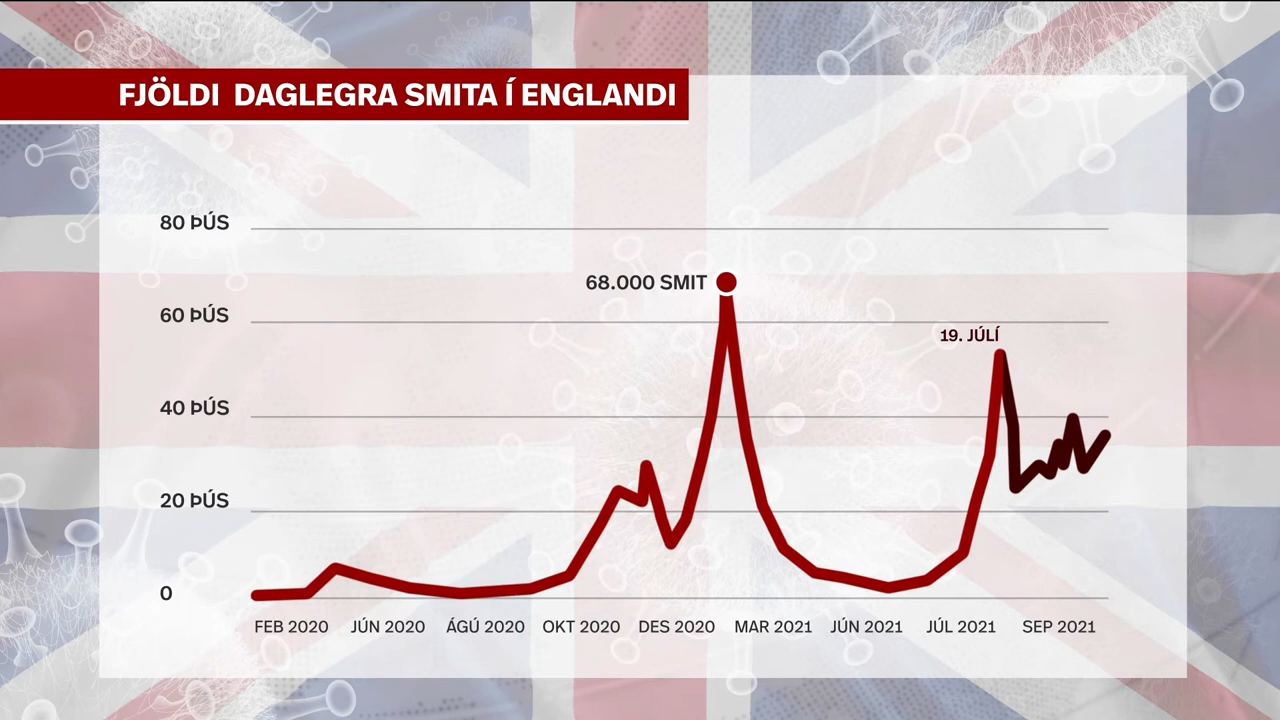 FJÖLDI DAGLEGRA SMITA Í ENGLANDI
80 ÞÚS
68.000 SMIT
60 ÞÚS
19. JÚLÍ
40 ÞÚS
20 ÞÚS
0
FEB 2020 JÚN 2020 ÁGÚ 2020 OKT 2020 DES 2020 MAR 2021 JÚN 2021 JÚL 2021 SEP 2021